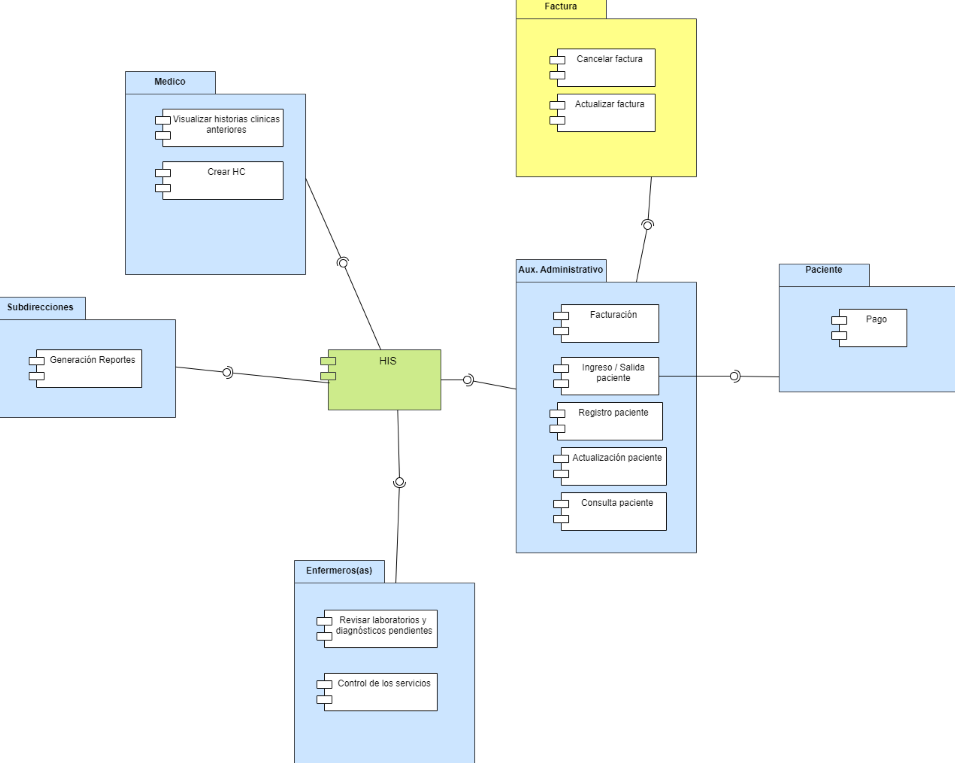 Factura
Cancelar factura
Actualizar factura
Medico
Visualizar historias clinicas
anteriores
Crear HC
Aux. Administrativo
Facturación
Ingreso / Salida
paciente
Registro paciente
Actualización paciente
Consulta paciente
Paciente
Pago
Subdirecciones
Generación Reportes
HIS
Enfermeros(as)
Revisar laboratorios y
diagnósticos pendientes
Control de los servicios